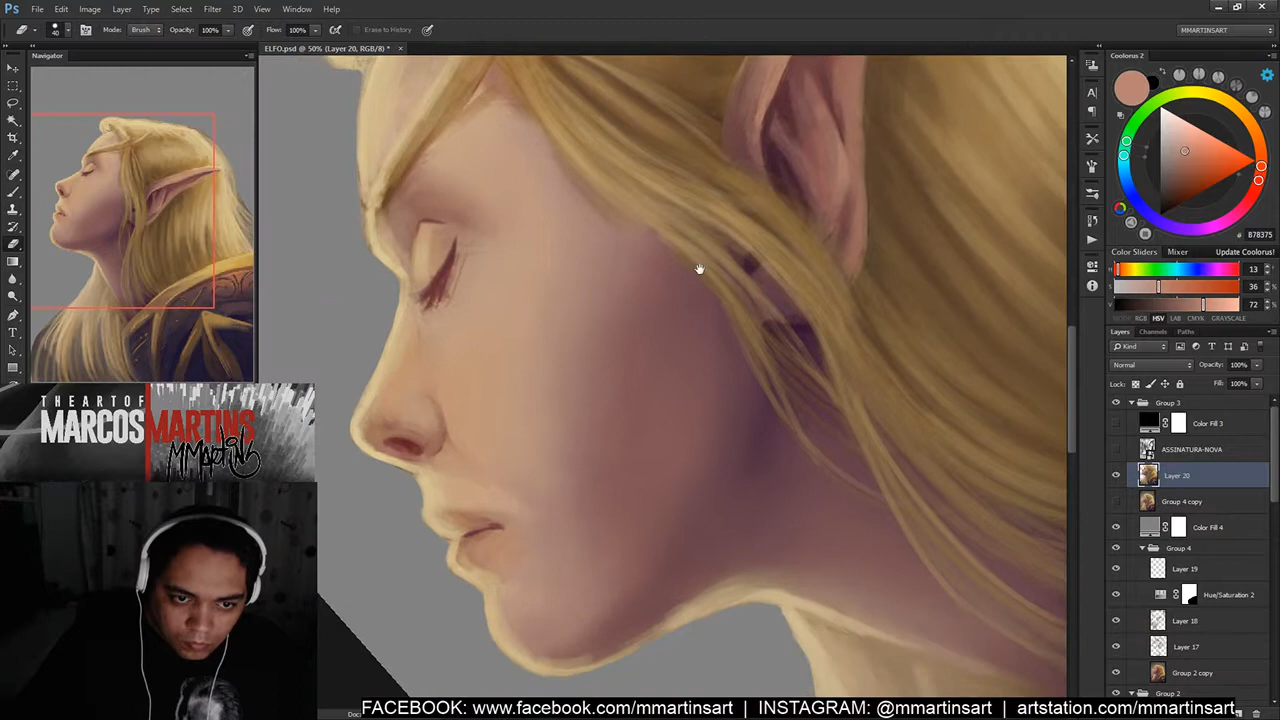 Ps File Edit Image Layer Type Select Filter 3D View Window Help
40 Mode: Brush Opacity: 100% Flow: 100% Erase to History MMARTINSART
Navigator
ELFO.psd @ 50% (Layer 20, RGB/8) * ×
Coolorus 2
B78375
Color Sliders Mixer Update Coolorus!
H 13
S 36
V 72
RGB HSV LAB CMYK GRAYSCALE
Layers Channels Paths
Kind
Normal Opacity: 100%
Lock: Fill: 100%
Group 3
Color Fill 3
ASSINATURA-NOVA
Layer 20
Group 4 copy
Color Fill 4
Group 4
Layer 19
Hue/Saturation 2
Layer 18
Layer 17
Group 2 copy
Group 2
THEARTOF
MARCOSMARTINS
MMartins
Doc
FACEBOOK: www.facebook.com/mmartinsart | INSTAGRAM: @mmartinsart | artstation.com/mmartinsart